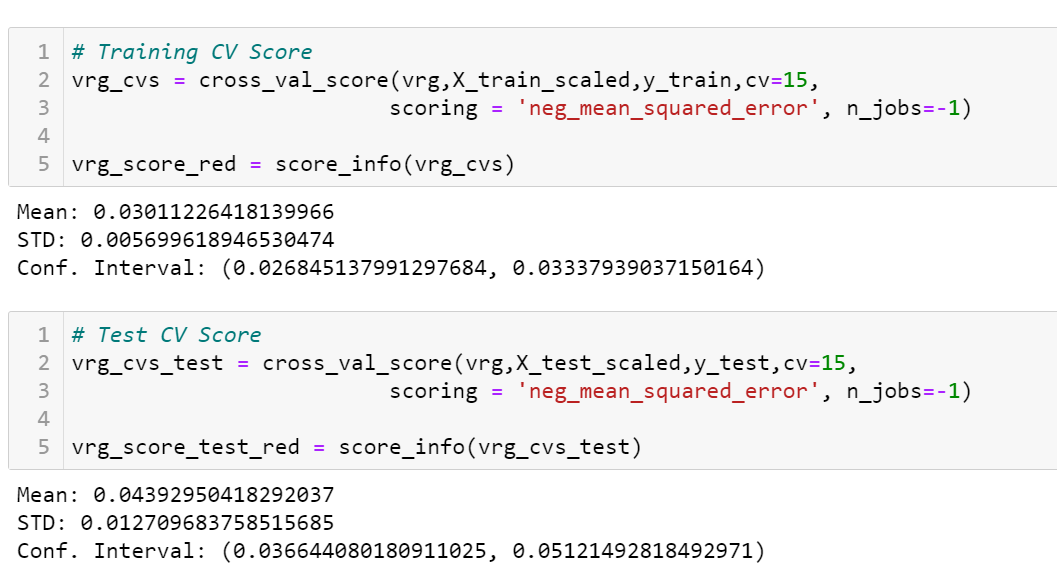 1 # Training CV Score
2 vrg_cvs = cross_val_score(vrg,X_train_scaled,y_train,cv=15,
3 scoring = 'neg_mean_squared_error', n_jobs=-1)
4
5 vrg_score_red = score_info(vrg_cvs)
Mean: 0.03011226418139966
STD: 0.005699618946530474
Conf. Interval: (0.026845137991297684, 0.03337939037150164)
1 # Test CV Score
2 vrg_cvs_test = cross_val_score(vrg,X_test_scaled,y_test,cv=15,
3 scoring = 'neg_mean_squared_error', n_jobs=-1)
4
5 vrg_score_test_red = score_info(vrg_cvs_test)
Mean: 0.04392950418292037
STD: 0.012709683758515685
Conf. Interval: (0.036644080180911025, 0.05121492818492971)